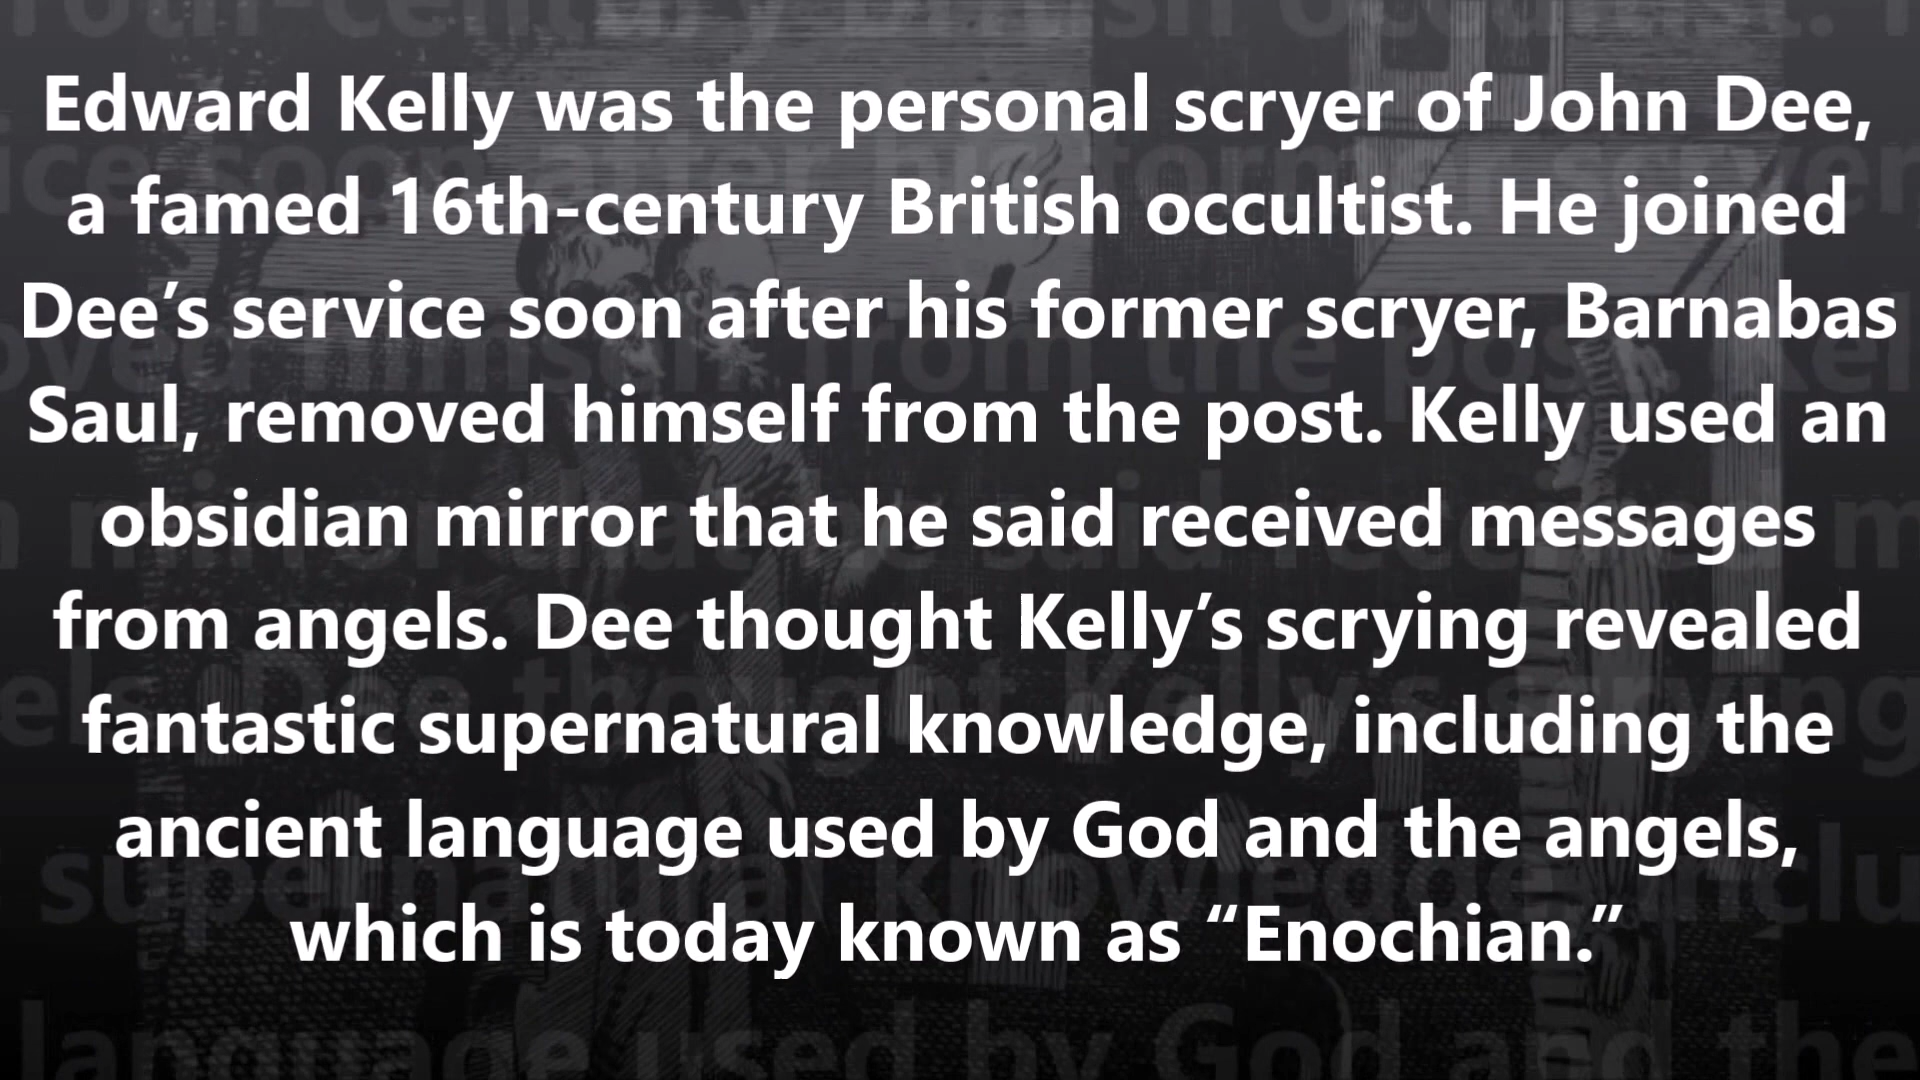 Edward Kelly was the personal scryer of John Dee,
a famed 16th-century British occultist. He joined
Dee’s service soon after his former scryer, Barnabas
Saul, removed himself from the post. Kelly used an
obsidian mirror that he said received messages
from angels. Dee thought Kelly’s scrying revealed
fantastic supernatural knowledge, including the
ancient language used by God and the angels,
which is today known as “Enochian.”